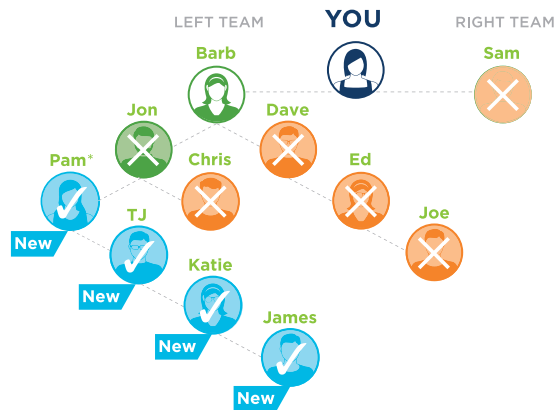 LEFT TEAM
YOU
RIGHT TEAM
Barb
Sam
Jon
Dave
Pam*
Chris
Ed
TJ
Joe
New
Katie
New
James
New
New